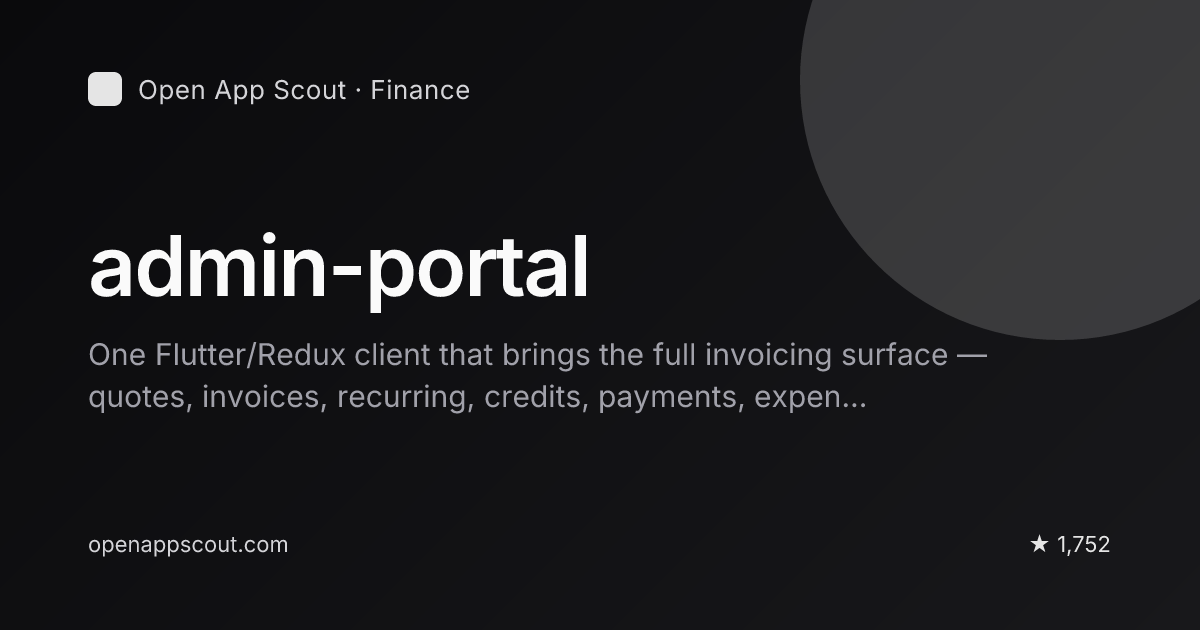 Open App Scout · Finance
admin-portal
One Flutter/Redux client that brings the full invoicing surface —
quotes, invoices, recurring, credits, payments, expen...
openappscout.com
★ 1,752